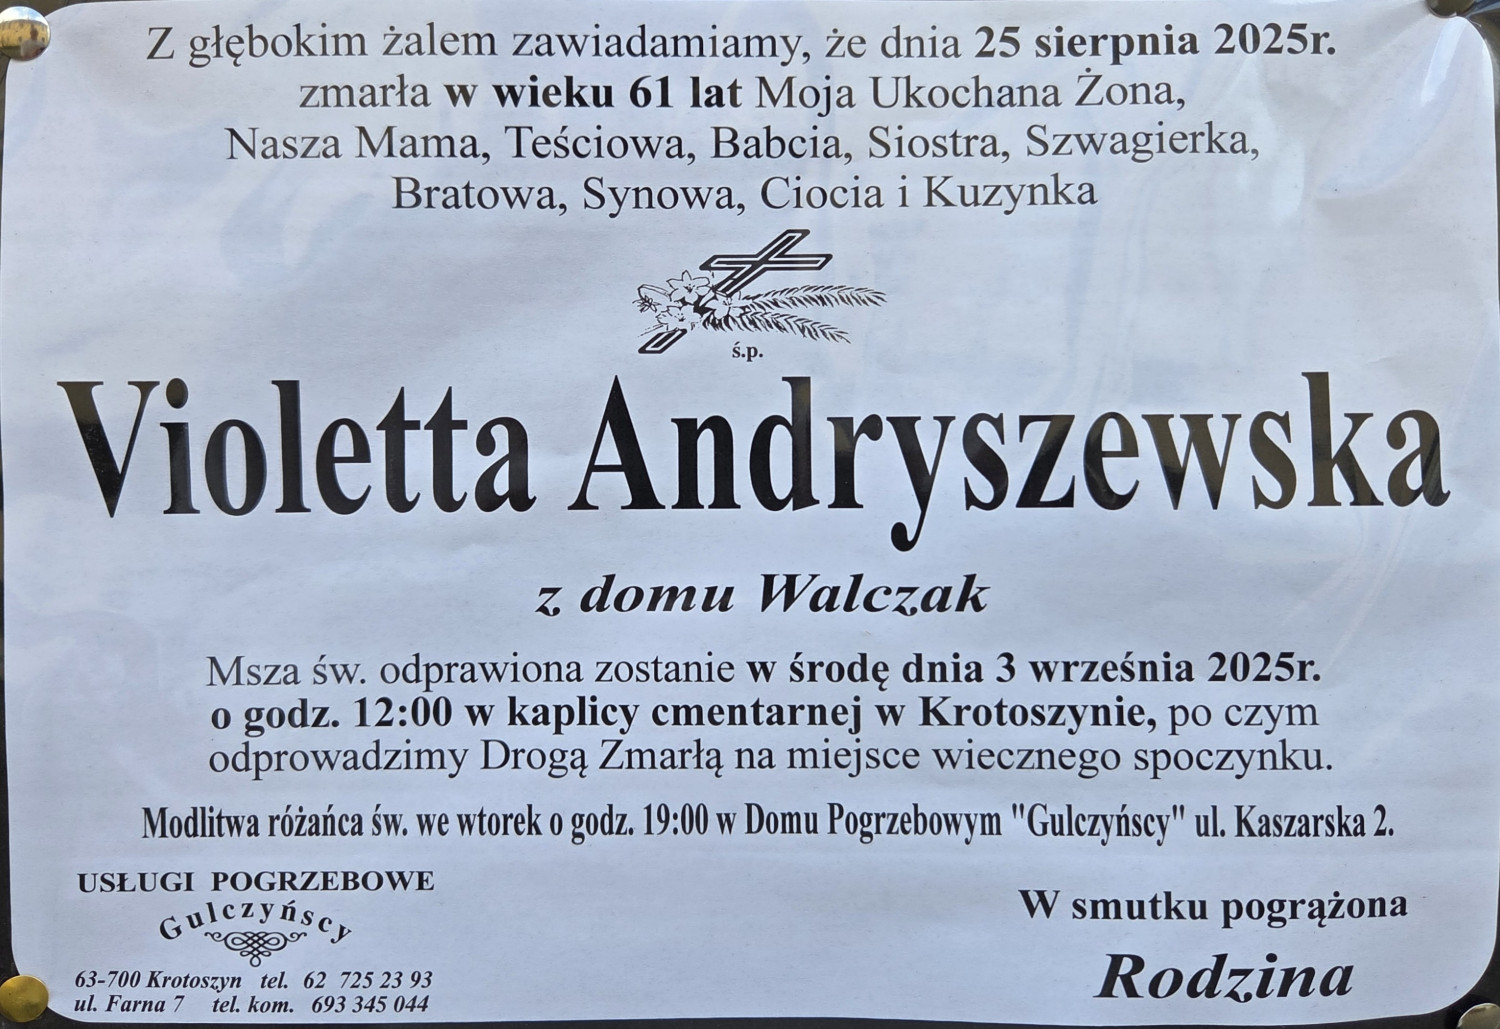 Z głębokim żalem zawiadamiamy, że dnia 25 sierpnia 2025r.
zmarła w wieku 61 lat Moja Ukochana Żona,
Nasza Mama, Teściowa, Babcia, Siostra, Szwagierka,
Bratowa, Synowa, Ciocia i Kuzynka
ś.p.
Violetta Andryszewska
z domu Walczak
Msza św. odprawiona zostanie w środę dnia 3 września 2025r.
o godz. 12:00 w kaplicy cmentarnej w Krotoszynie, po czym
odprowadzimy Drogą Zmarłą na miejsce wiecznego spoczynku.
Modlitwa różańca św. we wtorek o godz. 19:00 w Domu Pogrzebowym "Gulczyńscy" ul. Kaszarska 2.
USŁUGI POGRZEBOWE
Gulczyńscy
63-700 Krotoszyn tel. 62 725 23 93
ul. Farna 7 tel. kom. 693 345 044
W smutku pogrążona
Rodzina